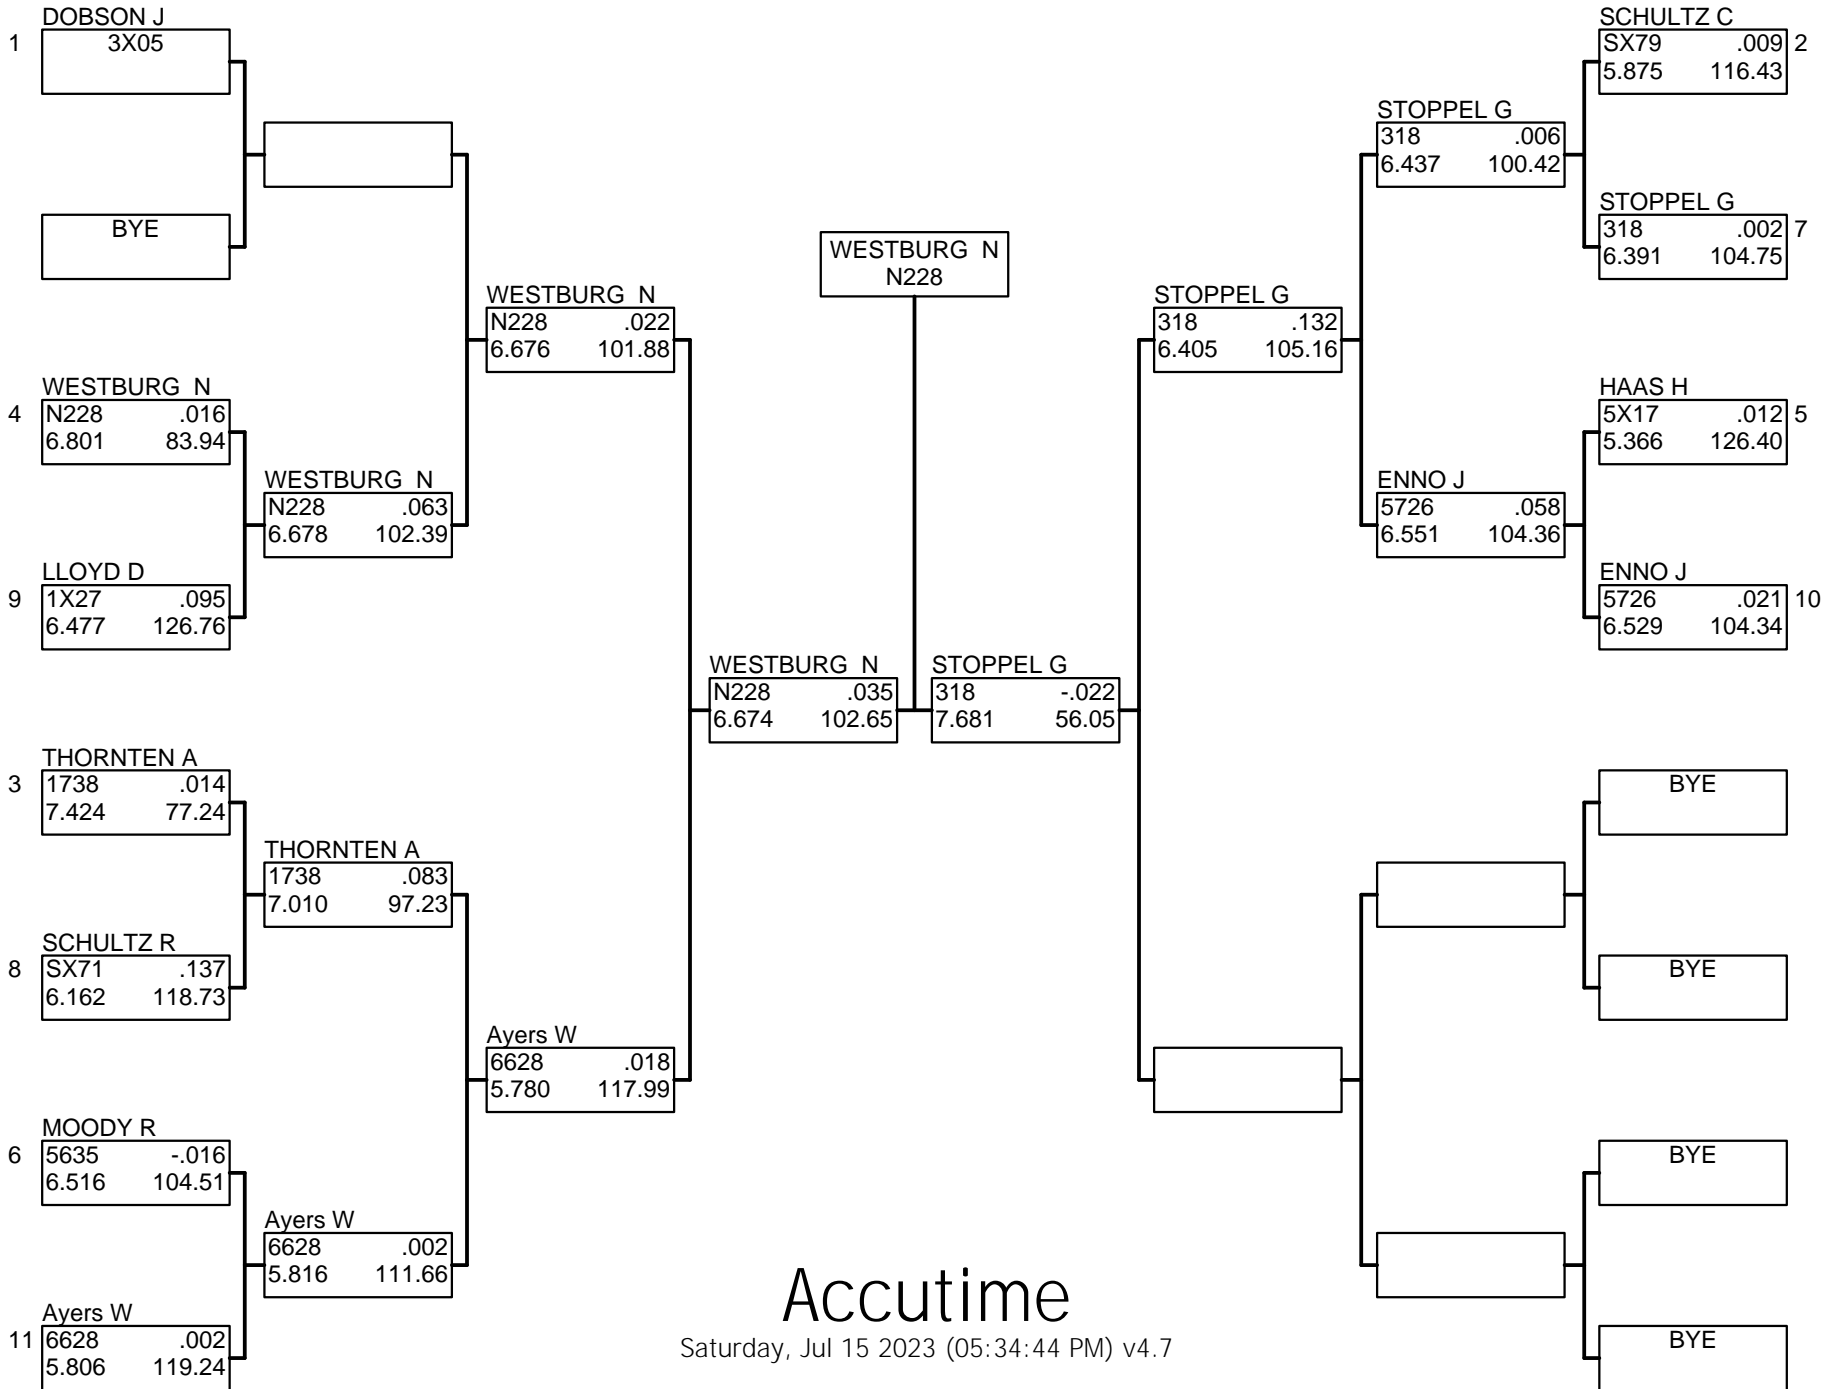 DOBSON J
1
3X05
BYE
WESTBURG  N
4
N228 .016
6.801 83.94
LLOYD D
9
1X27 .095
6.477 126.76
THORNTEN A
3
1738 .014
7.424 77.24
SCHULTZ R
8
SX71 .137
6.162 118.73
MOODY R
6
5635 -.016
6.516 104.51
Ayers W
11
6628 .002
5.806 119.24
WESTBURG  N
N228 .063
6.678 102.39
THORNTEN A
1738 .083
7.010 97.23
Ayers W
6628 .002
5.816 111.66
WESTBURG  N
N228 .022
6.676 101.88
Ayers W
6628 .018
5.780 117.99
WESTBURG  N
N228 .035
6.674 102.65
WESTBURG  N
N228
STOPPEL G
318 -.022
7.681 56.05
STOPPEL G
318 .132
6.405 105.16
STOPPEL G
318 .006
6.437 100.42
ENNO J
5726 .058
6.551 104.36
SCHULTZ C
SX79 .009 2
5.875 116.43
STOPPEL G
318 .002 7
6.391 104.75
HAAS H
5X17 .012 5
5.366 126.40
ENNO J
5726 .021 10
6.529 104.34
BYE
BYE
BYE
BYE
Accutime
Saturday, Jul 15 2023 (05:34:44 PM) v4.7